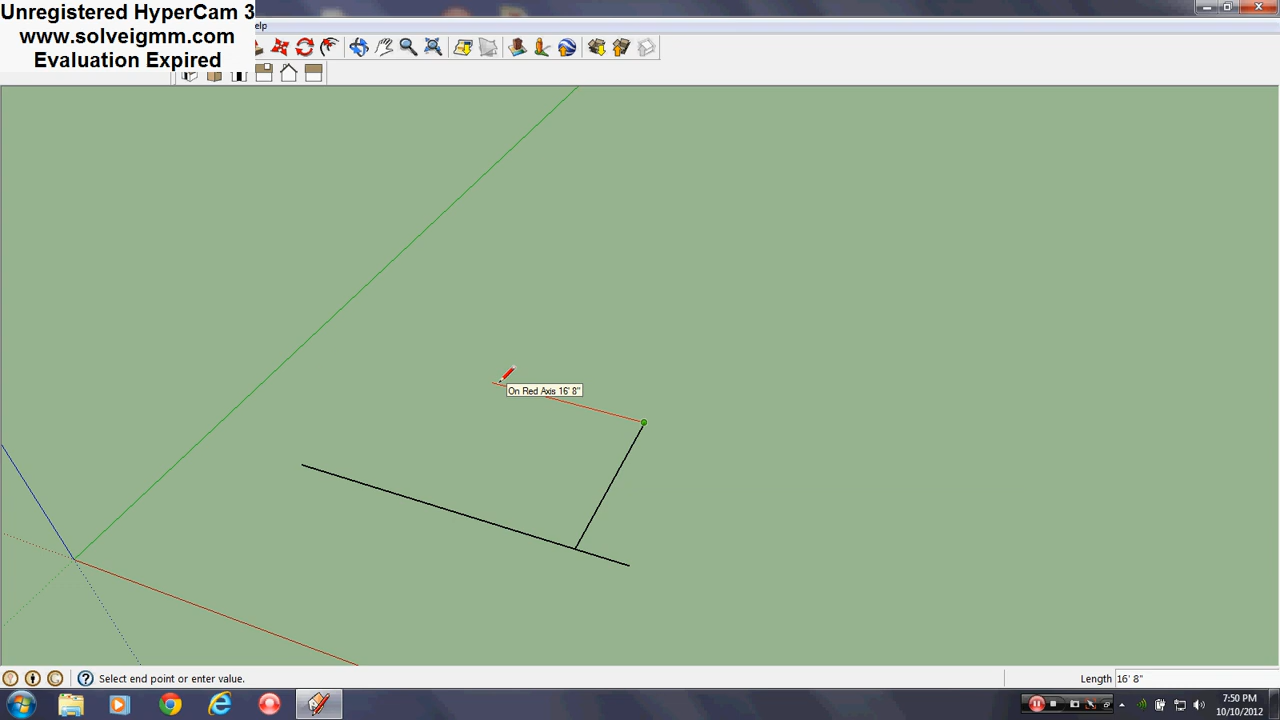 Unregistered HyperCam 3
www.solveigmm.com
Evaluation Expired
elp
On Red Axis 16' 8"
Select end point or enter value.
Length 16' 8"
7:50 PM
10/10/2012